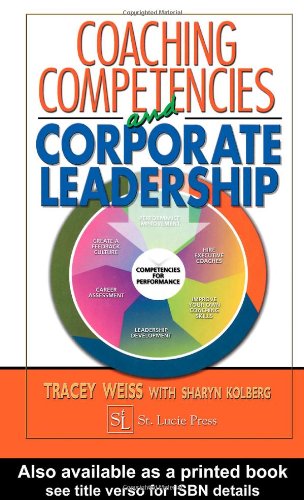 COACHING
COMPETENCIES
and
CORPORATE
LEADERSHIP
PERFORMANCE
IMPROVEMENT
CREATE A
FEEDBACK
CULTURE
HIRE
EXECUTIVE
COACHES
COMPETENCIES
FOR
PERFORMANCE
CAREER
ASSESSMENT
IMPROVE
YOUR OWN
COACHING
SKILLS
LEADERSHIP
DEVELOPMENT
TRACEY WEISS WITH SHARYN KOLBERG
SL
St. Lucie Press
Also available as a printed book
see title verso for ISBN details